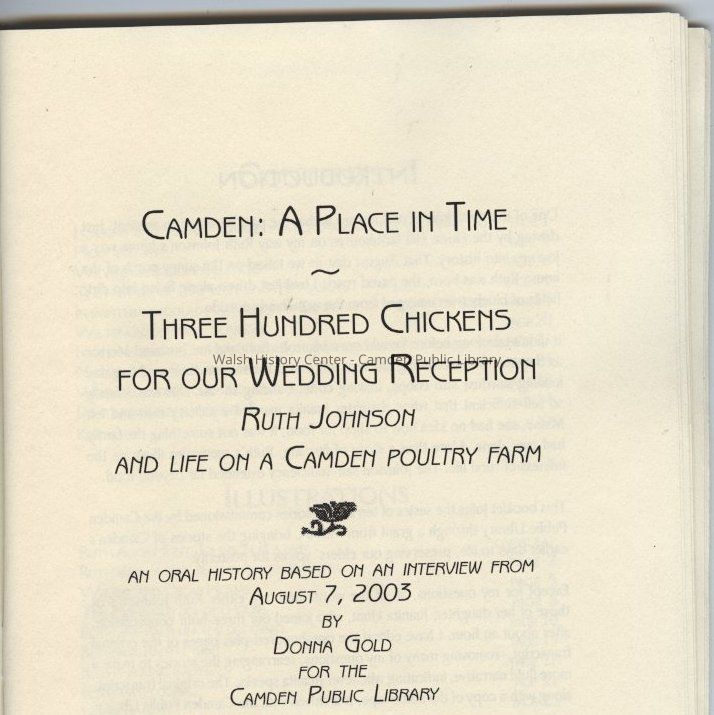 Camden: A Place in Time
~
Three Hundred Chickens
Walsh History Center - Camden Public Library
for our Wedding Reception
Ruth Johnson
and life on a Camden poultry farm
an oral history based on an interview from
August 7, 2003
by
Donna Gold
for the
Camden Public Library